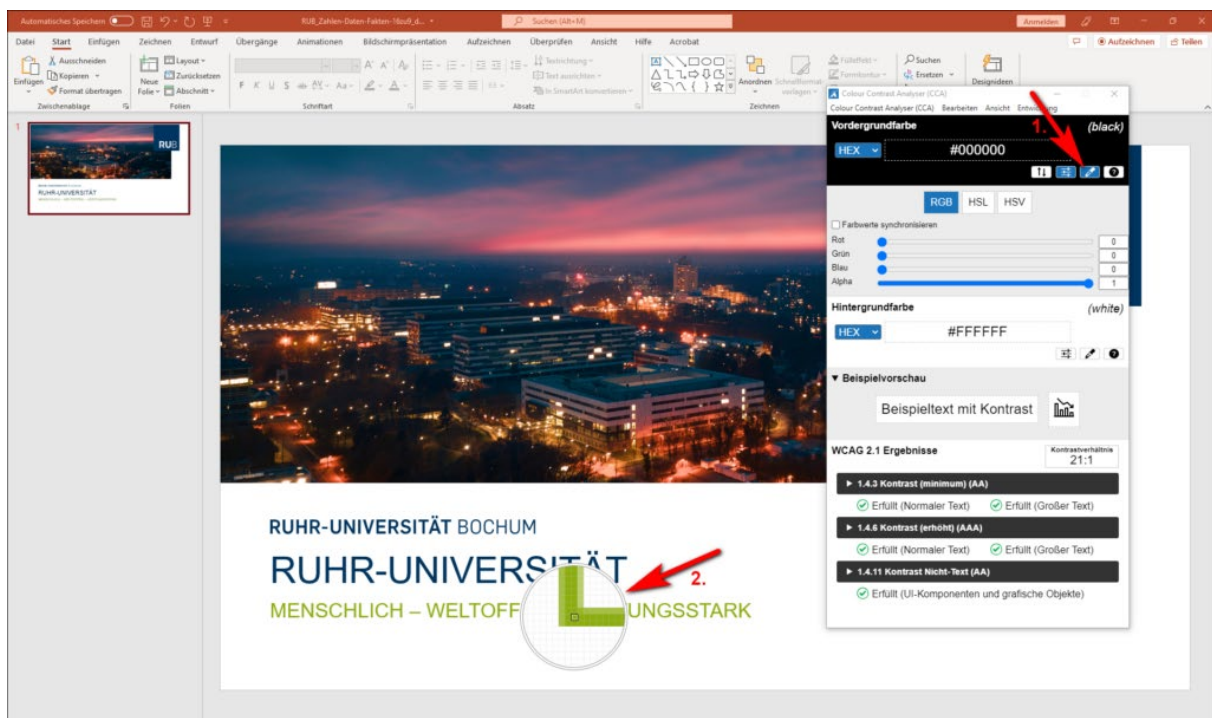 Automatisches Speichern
RUB_Zahlen-Daten-Fakten-16zu9_d...
Suchen (Alt+M)
Anmelden
Datei Start Einfügen Zeichnen Entwurf Übergänge Animationen Bildschirmpräsentation Aufzeichnen Überprüfen Ansicht Hilfe Acrobat
Aufzeichnen Teilen
Einfügen
Ausschneiden
Kopieren
Format übertragen
Zwischenablage
Neue Folie
Layout
Zurücksetzen
Abschnitt
Folien
F K U S
Schriftart
Textrichtung
Text ausrichten
In SmartArt konvertieren
Absatz
Anordnen
Zeichnen
Fülleffekt
Formkontur
Suchen
Ersetzen
Designideen
1
RUB
RUHR-UNIVERSITÄT
RUHR-UNIVERSITÄT BOCHUM
RUHR-UNIVERSITÄT
MENSCHLICH – WELTOFF UNGSSTARK
2.
Colour Contrast Analyser (CCA)
Colour Contrast Analyser (CCA) Bearbeiten Ansicht
1.
Vordergrundfarbe (black)
HEX #000000
RGB HSL HSV
Farbwerte synchronisieren
Rot 0
Grün 0
Blau 0
Alpha 1
Hintergrundfarbe (white)
HEX #FFFFFF
Beispielvorschau
Beispieltext mit Kontrast
WCAG 2.1 Ergebnisse
Kontrastverhältnis
21:1
1.4.3 Kontrast (minimum) (AA)
Erfüllt (Normaler Text) Erfüllt (Großer Text)
1.4.6 Kontrast (erhöht) (AAA)
Erfüllt (Normaler Text) Erfüllt (Großer Text)
1.4.11 Kontrast Nicht-Text (AA)
Erfüllt (UI-Komponenten und grafische Objekte)